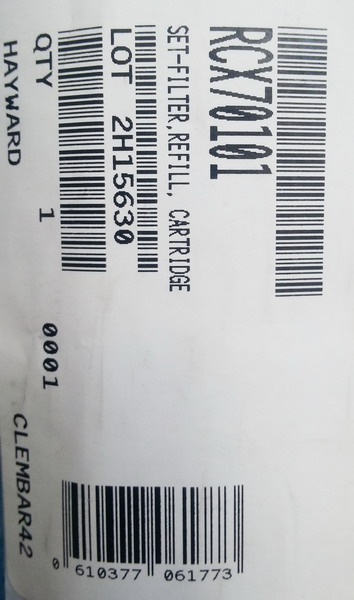 RCX70101
SET-FILTER,REFILL, CARTRIDGE
LOT 2H15630
QTY 1 0001
HAYWARD CLEMBAR42
0 610377 061773